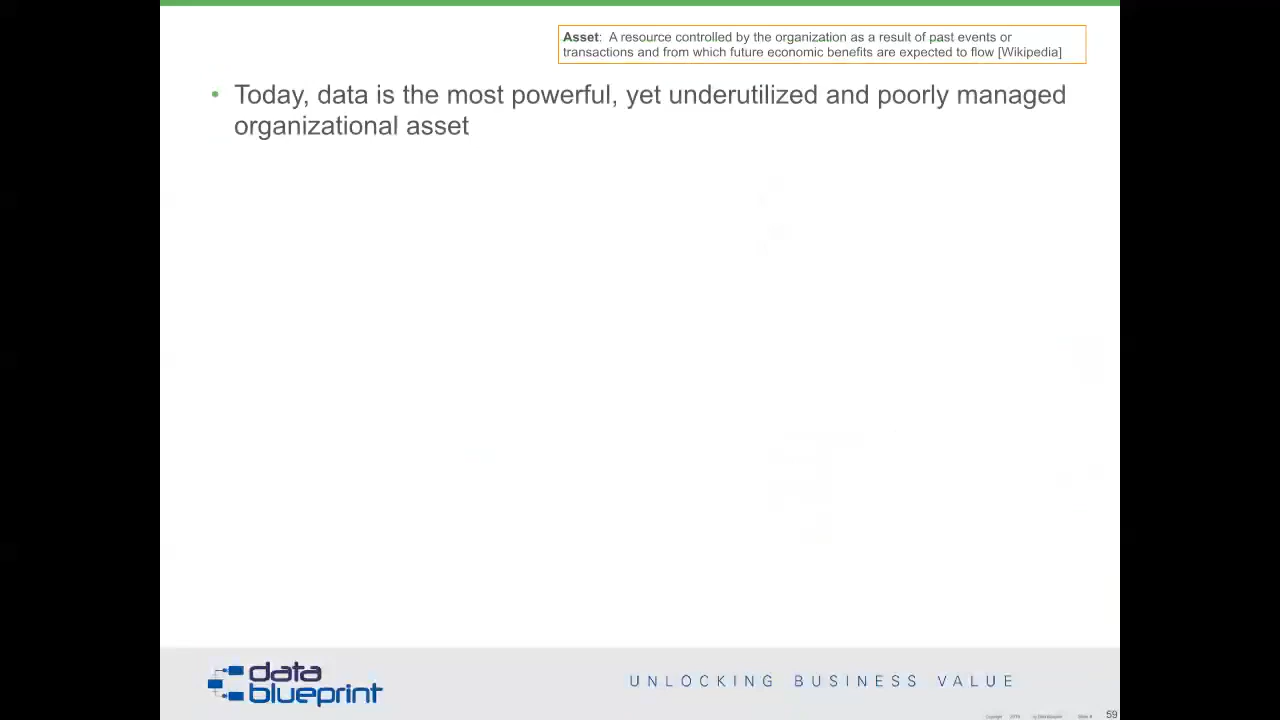 Asset: A resource controlled by the organization as a result of past events or
transactions and from which future economic benefits are expected to flow [Wikipedia]
• Today, data is the most powerful, yet underutilized and poorly managed
organizational asset
data
blueprint
UNLOCKING BUSINESS VALUE
59